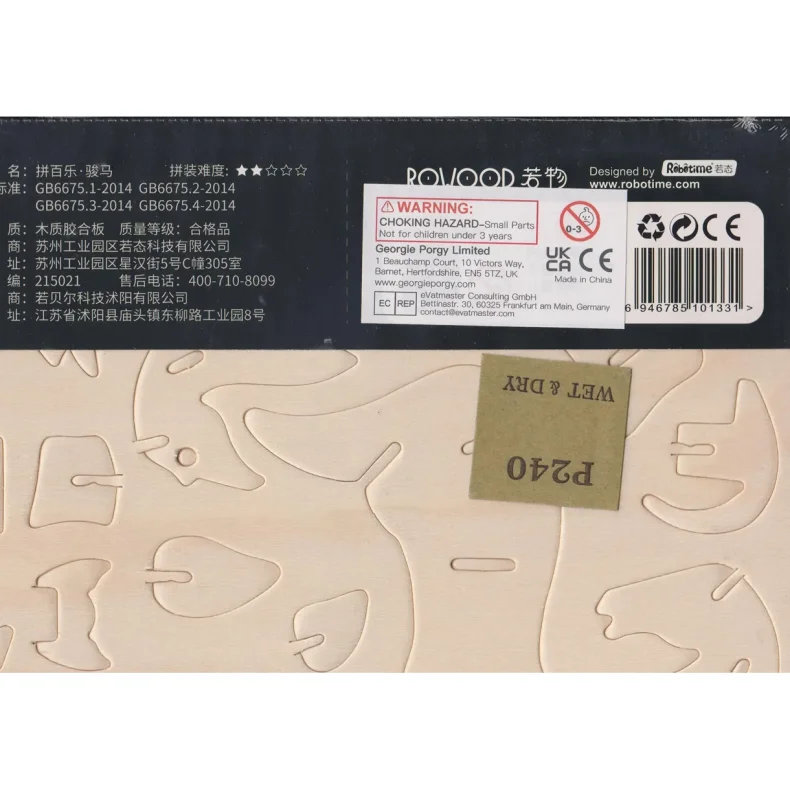 名：拼百乐·骏马
拼装难度：★★☆☆☆
标准：GB6675.1-2014 GB6675.2-2014
GB6675.3-2014 GB6675.4-2014
质：木质胶合板 质量等级：合格品
商：苏州工业园区若态科技有限公司
址：苏州工业园区星汉街5号C幢305室
编：215021 售后电话：400-710-8099
商：若贝尔科技沭阳有限公司
址：江苏省沭阳县庙头镇东柳路工业园8号
ROWOOD 若物
Designed by Robotime 若态
www.robotime.com
WARNING:
CHOKING HAZARD–Small Parts
Not for children under 3 years
0-3
Georgie Porgy Limited
1 Beauchamp Court, 10 Victors Way,
Barnet, Hertfordshire, EN5 5TZ, UK
www.georgieporgy.com
UK
CA CE
Made in China
EC REP
eVatmaster Consulting GmbH
Bettinastr. 30, 60325 Frankfurt am Main, Germany
contact@evatmaster.com
CE
6 946785 101331 >
WET & DRY
P240